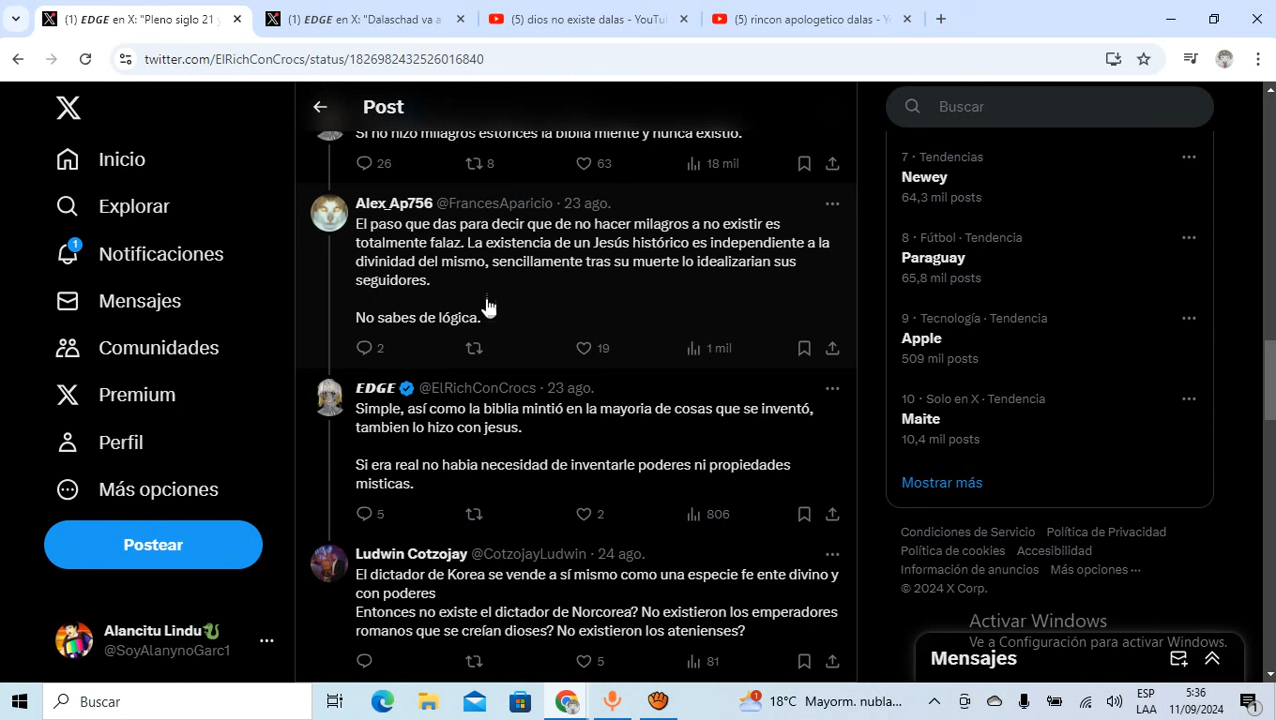 (1) EDGE en X: "Pleno siglo 21 y
(1) EDGE en X: "Dalaschad va a
(5) dios no existe dalas - YouTu
(5) rincon apologetico dalas - Yo
twitter.com/ElRichConCrocs/status/1826982432526016840
Inicio
Explorar
1
Notificaciones
Mensajes
Comunidades
Premium
Perfil
Más opciones
Postear
Alancitu Lindu
@SoyAlanynoGarc1
Post
Si no hizo milagros estonces la biblia miente y nunca existio.
26 8 63 18 mil
Alex_Ap756 @FrancesAparicio · 23 ago.
El paso que das para decir que de no hacer milagros a no existir es
totalmente falaz. La existencia de un Jesús histórico es independiente a la
divinidad del mismo, sencillamente tras su muerte lo idealizarian sus
seguidores.
No sabes de lógica.
2 19 1 mil
EDGE @ElRichConCrocs · 23 ago.
Simple, así como la biblia mintió en la mayoria de cosas que se inventó,
tambien lo hizo con jesus.
Si era real no habia necesidad de inventarle poderes ni propiedades
misticas.
5 2 806
Ludwin Cotzojay @CotzojayLudwin · 24 ago.
El dictador de Korea se vende a sí mismo como una especie fe ente divino y
con poderes
Entonces no existe el dictador de Norcorea? No existieron los emperadores
romanos que se creían dioses? No existieron los atenienses?
5 81
Buscar
7 · Tendencias
Newey
64,3 mil posts
8 · Fútbol · Tendencia
Paraguay
65,8 mil posts
9 · Tecnología · Tendencia
Apple
509 mil posts
10 · Solo en X · Tendencia
Maite
10,4 mil posts
Mostrar más
Condiciones de Servicio Política de Privacidad
Política de cookies Accesibilidad
Información de anuncios Más opciones ···
© 2024 X Corp.
Activar Windows
Ve a Configuración para activar Windows.
Mensajes
Buscar
1
18°C Mayorm. nubla...
ESP
LAA
5:36
11/09/2024
1